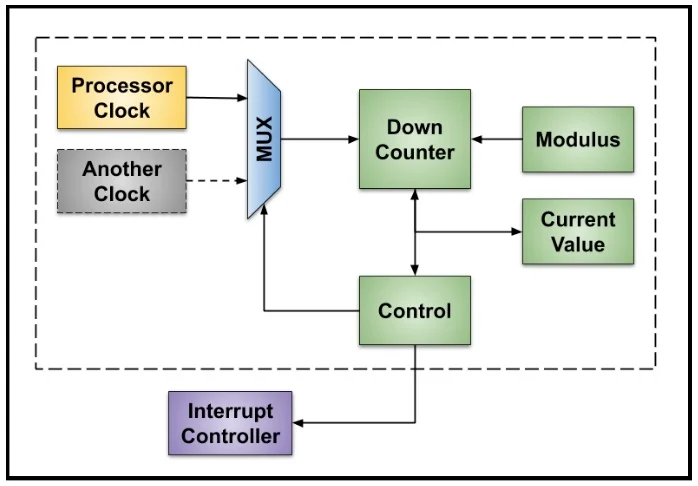 Processor
Clock
Another
Clock
MUX
Down
Counter
Modulus
Current
Value
Control
Interrupt
Controller